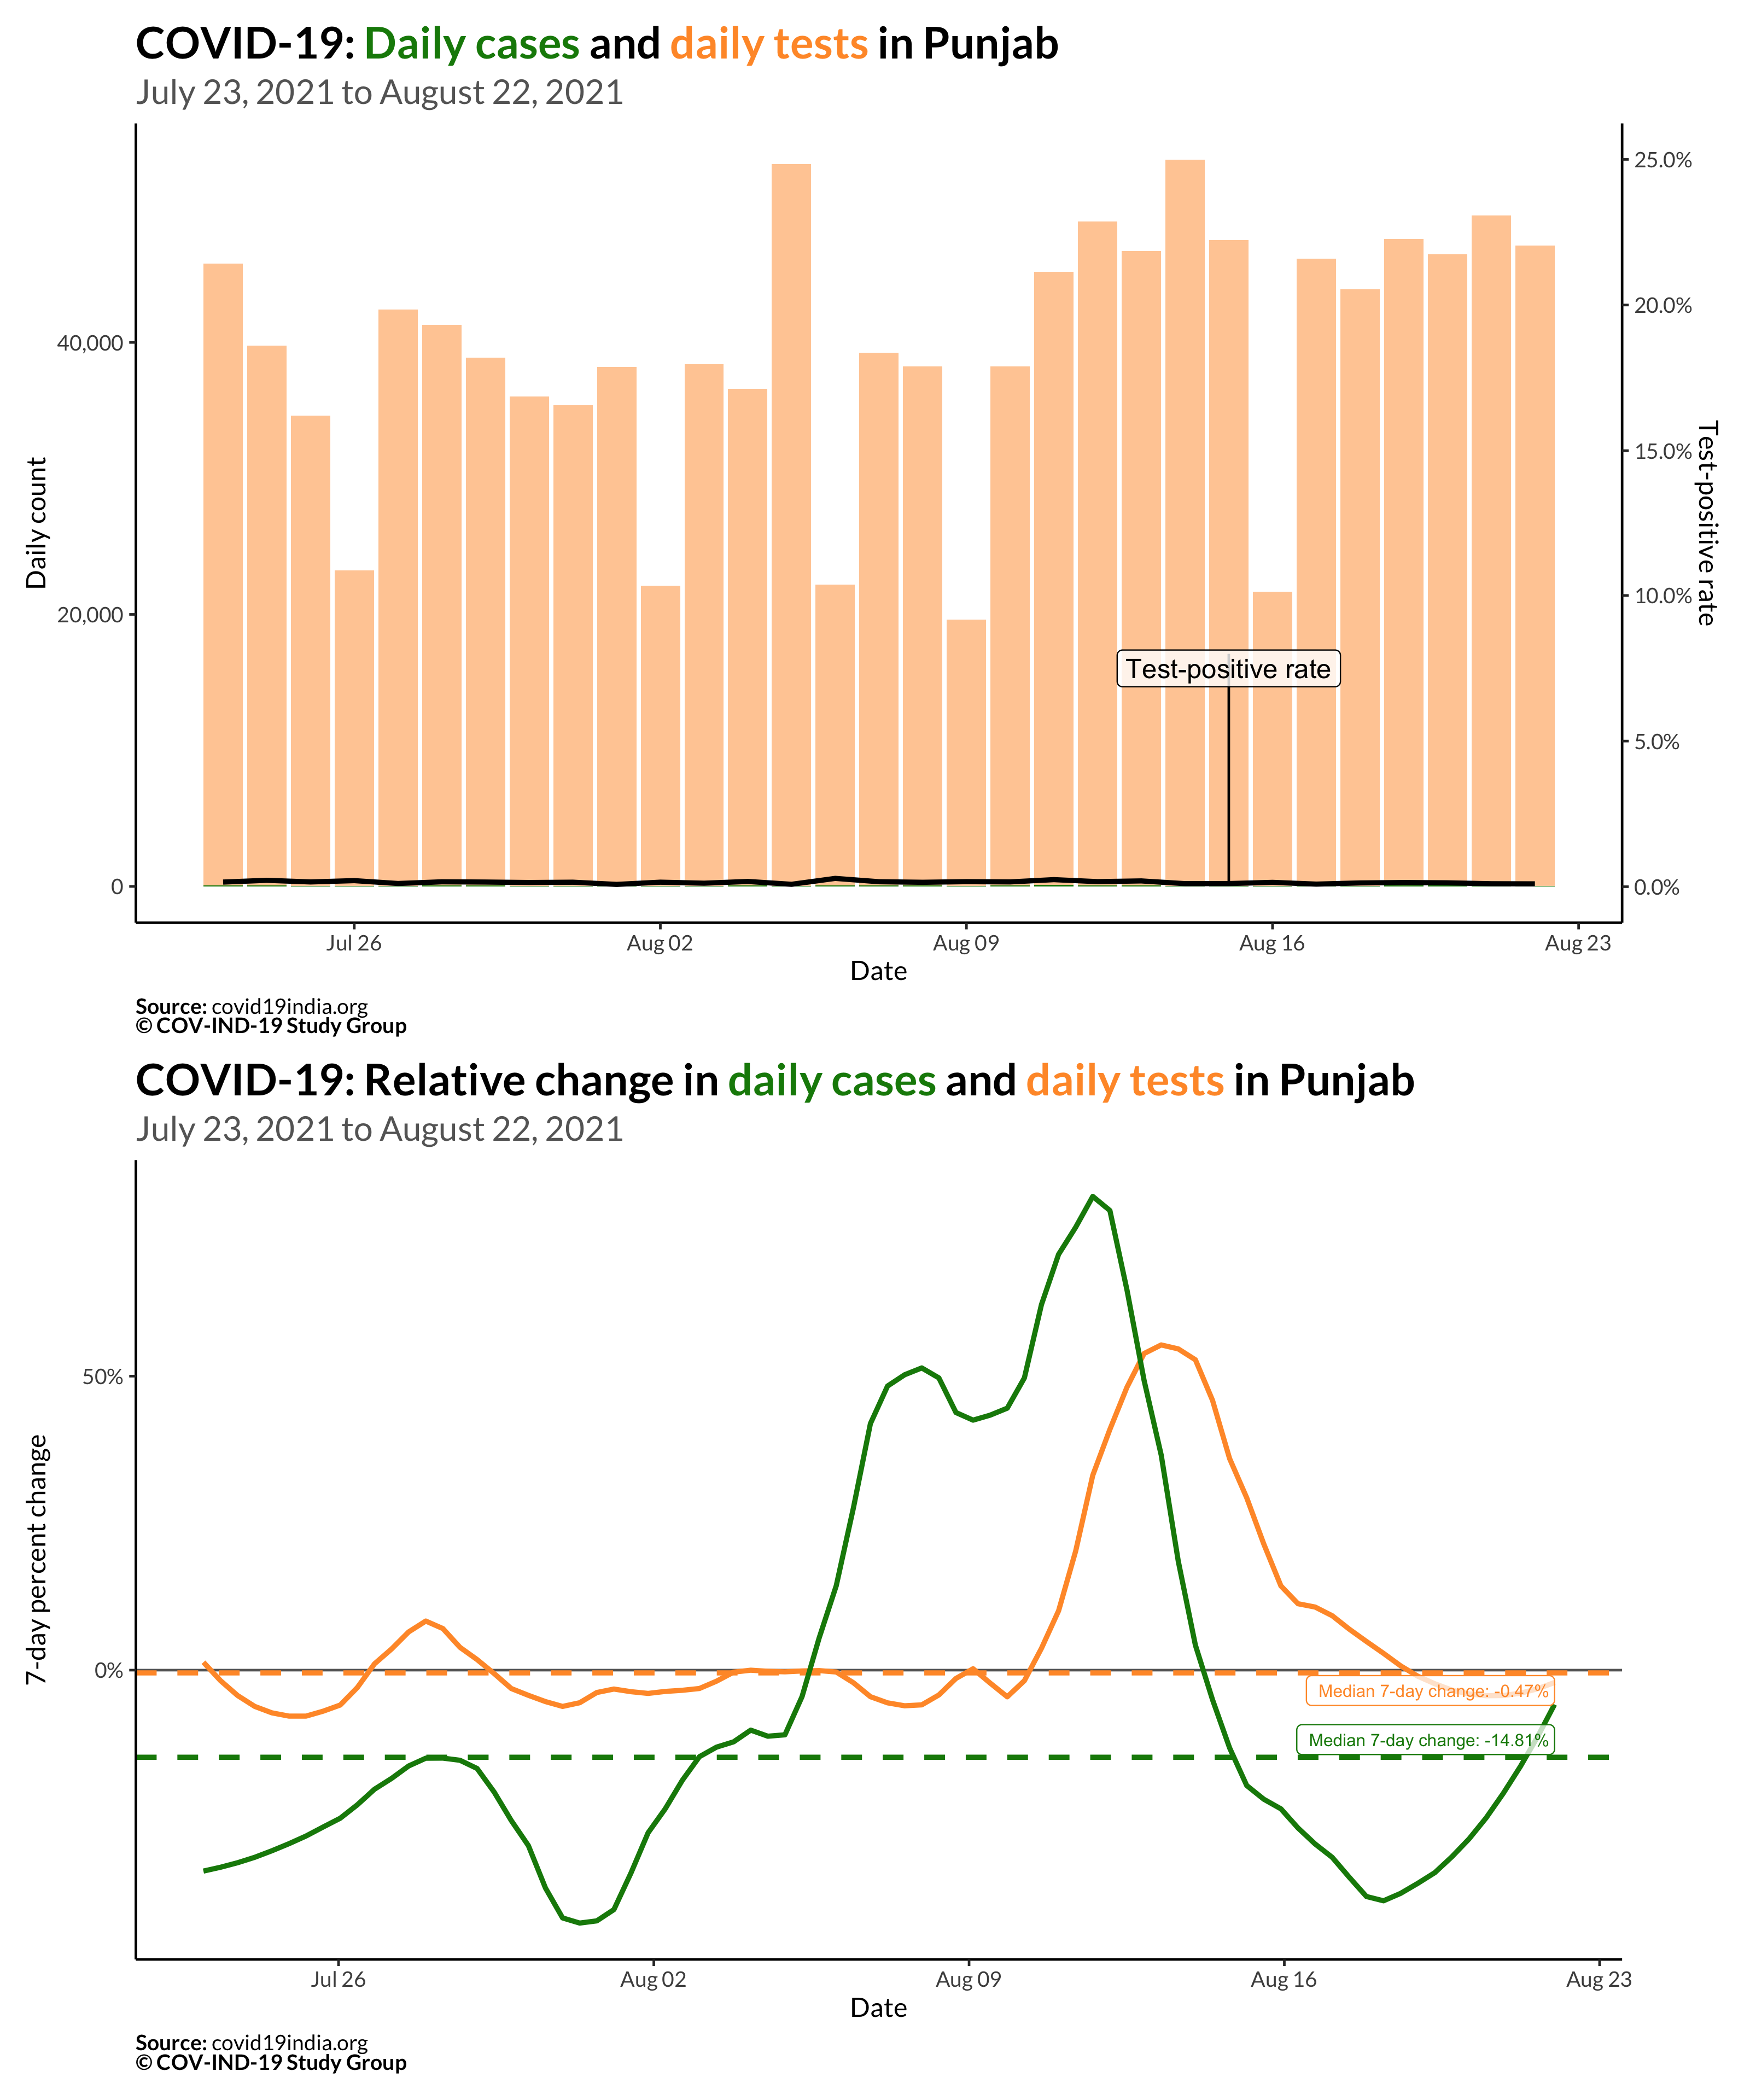 COVID-19: Daily cases and daily tests in Punjab
July 23, 2021 to August 22, 2021
Daily count
40,000
20,000
0
25.0%
20.0%
15.0%
10.0%
5.0%
0.0%
Test-positive rate
Test-positive rate
Jul 26
Aug 02
Aug 09
Aug 16
Aug 23
Date
Source: covid19india.org
© COV-IND-19 Study Group
COVID-19: Relative change in daily cases and daily tests in Punjab
July 23, 2021 to August 22, 2021
7-day percent change
50%
0%
Median 7-day change: -0.47%
Median 7-day change: -14.81%
Jul 26
Aug 02
Aug 09
Aug 16
Aug 23
Date
Source: covid19india.org
© COV-IND-19 Study Group